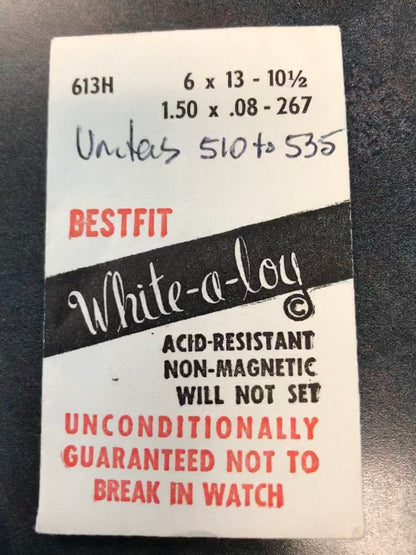 613H 6 x 13 - 10½
1.50 x .08 - 267
Unitas 510 to 535
BESTFIT
White-a-loy
©
ACID-RESISTANT
NON-MAGNETIC
WILL NOT SET
UNCONDITIONALLY
GUARANTEED NOT TO
BREAK IN WATCH